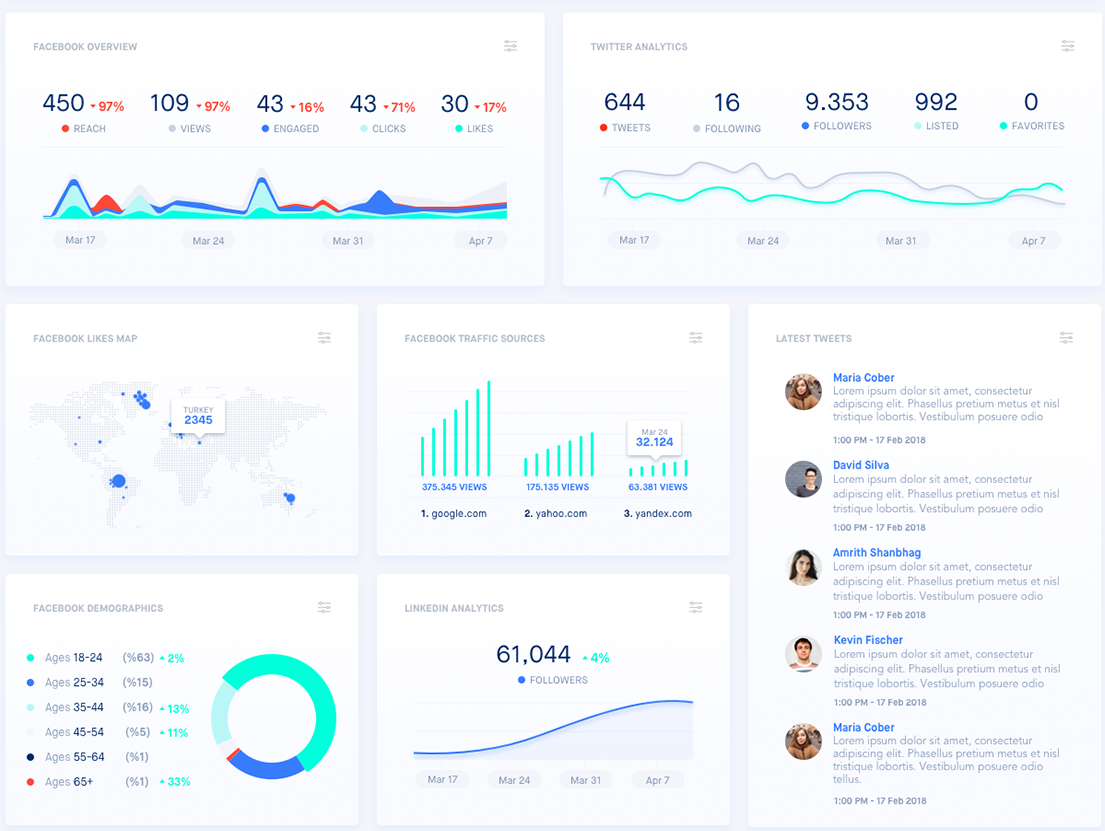 FACEBOOK OVERVIEW
450 97% 109 97% 43 16% 43 71% 30 17%
REACH VIEWS ENGAGED CLICKS LIKES
Mar 17 Mar 24 Mar 31 Apr 7
TWITTER ANALYTICS
644 16 9.353 992 0
TWEETS FOLLOWING FOLLOWERS LISTED FAVORITES
Mar 17 Mar 24 Mar 31 Apr 7
FACEBOOK LIKES MAP
TURKEY
2345
FACEBOOK TRAFFIC SOURCES
Mar 24
32.124
375.345 VIEWS 175.135 VIEWS 63.381 VIEWS
1. google.com 2. yahoo.com 3. yandex.com
LATEST TWEETS
Maria Cober
Lorem ipsum dolor sit amet, consectetur
adipiscing elit. Phasellus pretium metus et nisl
tristique lobortis. Vestibulum posuere odio
1:00 PM - 17 Feb 2018
David Silva
Lorem ipsum dolor sit amet, consectetur
adipiscing elit. Phasellus pretium metus et nisl
tristique lobortis. Vestibulum posuere odio
1:00 PM - 17 Feb 2018
Amrith Shanbhag
Lorem ipsum dolor sit amet, consectetur
adipiscing elit. Phasellus pretium metus et nisl
tristique lobortis. Vestibulum posuere odio
1:00 PM - 17 Feb 2018
Kevin Fischer
Lorem ipsum dolor sit amet, consectetur
adipiscing elit. Phasellus pretium metus et nisl
tristique lobortis. Vestibulum posuere odio
1:00 PM - 17 Feb 2018
Maria Cober
Lorem ipsum dolor sit amet, consectetur
adipiscing elit. Phasellus pretium metus et nisl
tristique lobortis. Vestibulum posuere odio
tellus.
1:00 PM - 17 Feb 2018
FACEBOOK DEMOGRAPHICS
Ages 18-24 (%63) 2%
Ages 25-34 (%15)
Ages 35-44 (%16) 13%
Ages 45-54 (%5) 11%
Ages 55-64 (%1)
Ages 65+ (%1) 33%
LINKEDIN ANALYTICS
61,044 4%
FOLLOWERS
Mar 17 Mar 24 Mar 31 Apr 7